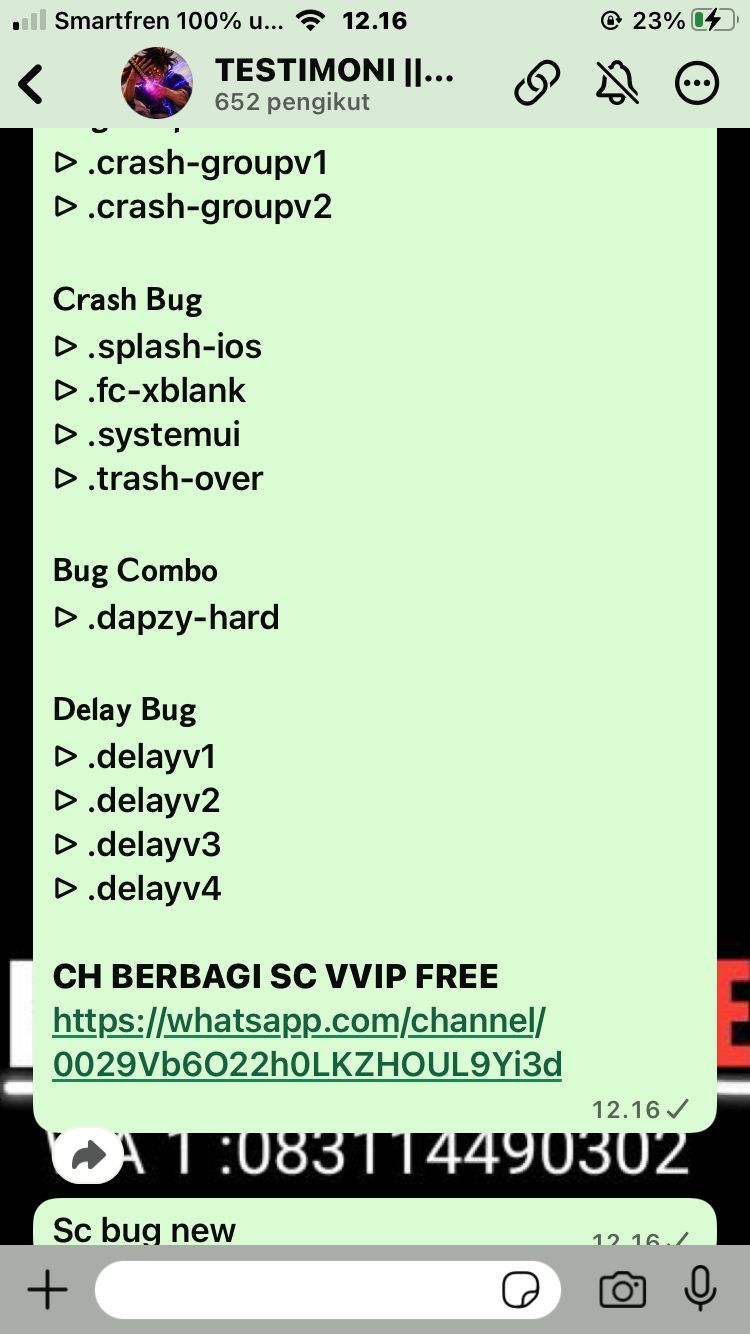 Smartfren 100% u... 12.16 23%
TESTIMONI ||...
652 pengikut
▷ .crash-groupv1
▷ .crash-groupv2
Crash Bug
▷ .splash-ios
▷ .fc-xblank
▷ .systemui
▷ .trash-over
Bug Combo
▷ .dapzy-hard
Delay Bug
▷ .delayv1
▷ .delayv2
▷ .delayv3
▷ .delayv4
CH BERBAGI SC VVIP FREE
https://whatsapp.com/channel/
0029Vb6O22h0LKZHOUL9Yi3d
12.16
1 :083114490302
Sc bug new
12.16